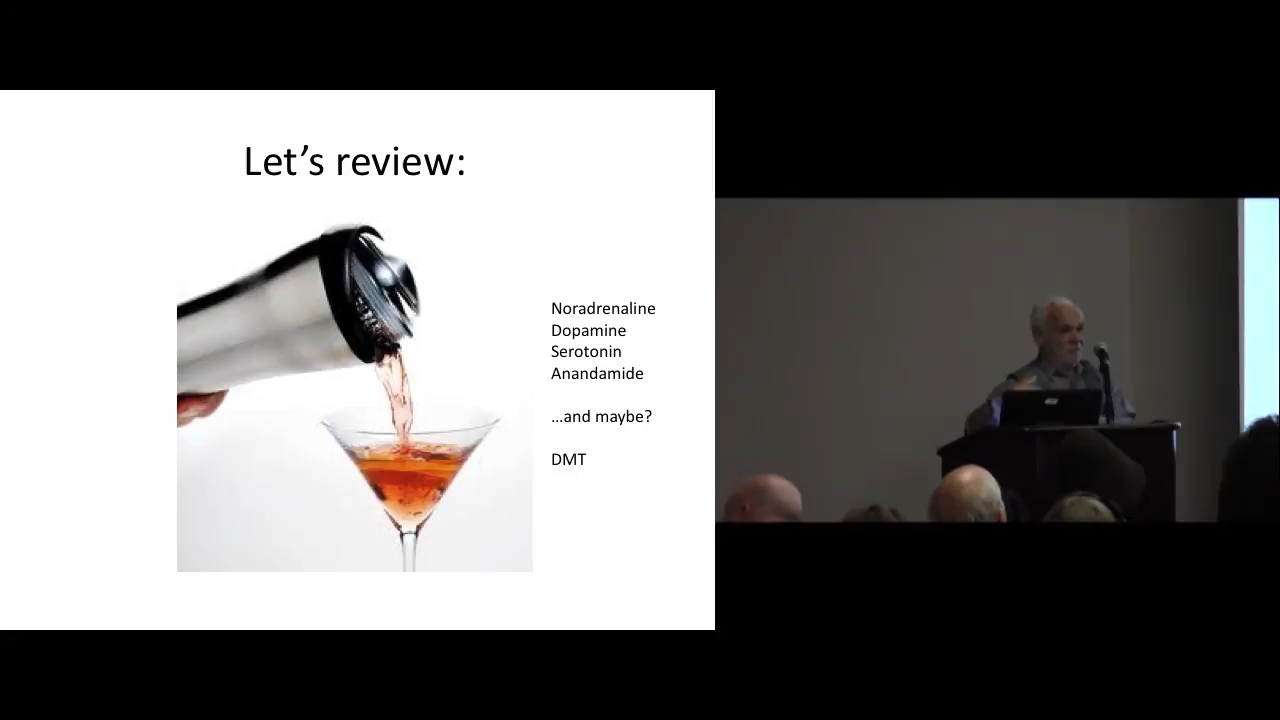 Let’s review:
Noradrenaline
Dopamine
Serotonin
Anandamide
...and maybe?
DMT